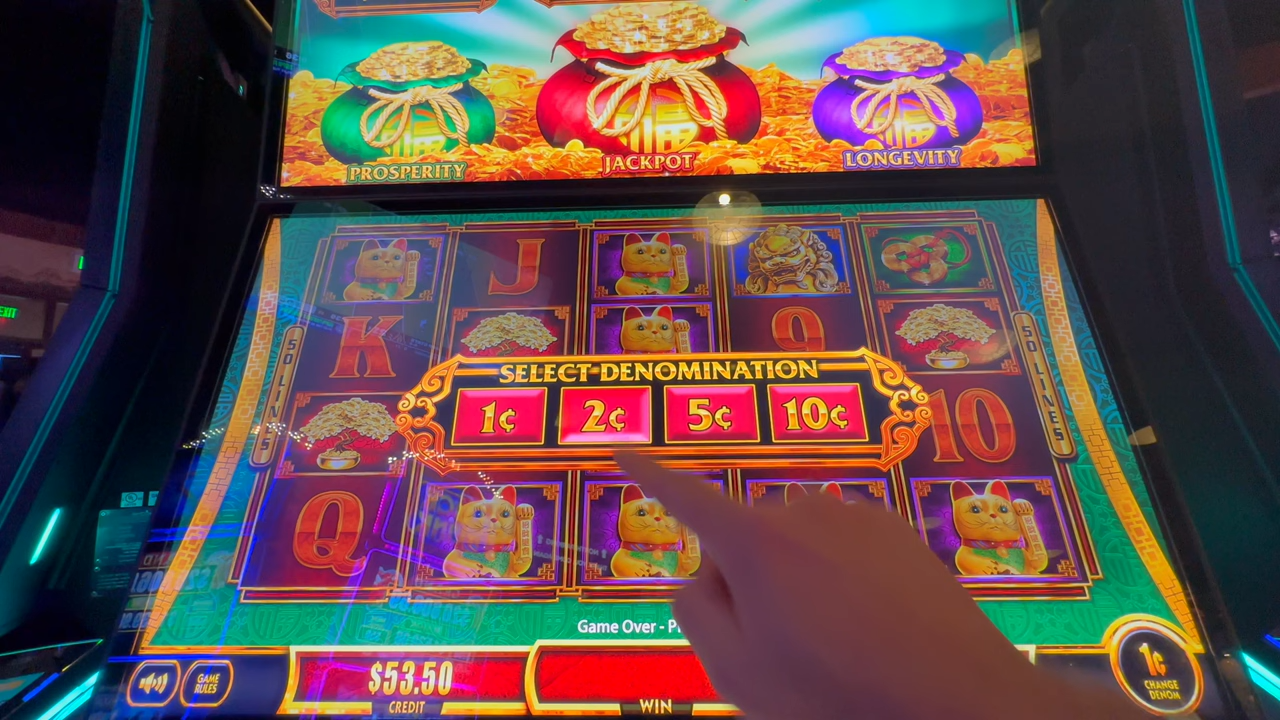 PROSPERITY
JACKPOT
LONGEVITY
J
K
9
50 LINES
50 LINES
SELECT DENOMINATION
1¢ 2¢ 5¢ 10¢
10
Q
EXIT
Game Over - P
$53.50
CREDIT
WIN
GAME
RULES
1¢
CHANGE
DENOM